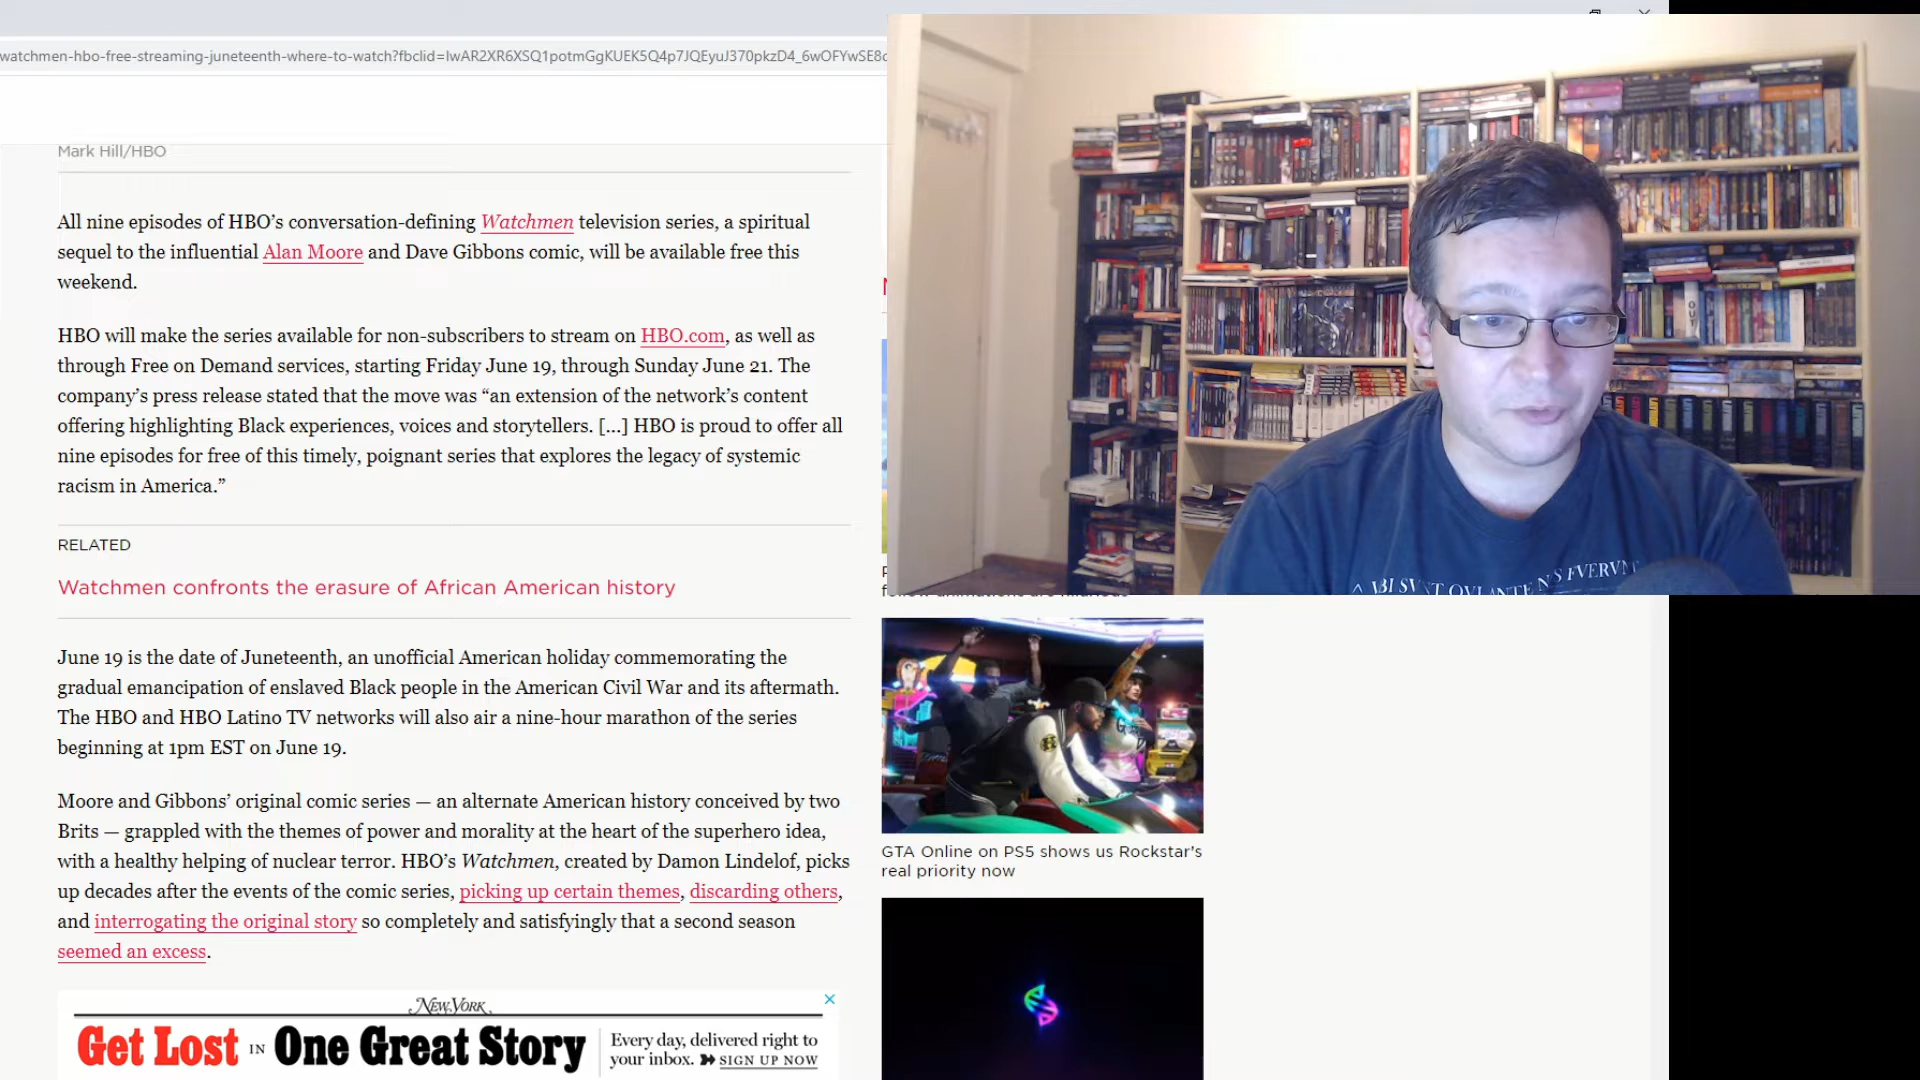 watchmen-hbo-free-streaming-juneteenth-where-to-watch?fbclid=IwAR2XR6XSQ1potmGgKUEK5Q4p7JQEyuJ370pkzD4_6wOFYwSE8c
Mark Hill/HBO
All nine episodes of HBO’s conversation-defining Watchmen television series, a spiritual
sequel to the influential Alan Moore and Dave Gibbons comic, will be available free this
weekend.
HBO will make the series available for non-subscribers to stream on HBO.com, as well as
through Free on Demand services, starting Friday June 19, through Sunday June 21. The
company’s press release stated that the move was “an extension of the network’s content
offering highlighting Black experiences, voices and storytellers. [...] HBO is proud to offer all
nine episodes for free of this timely, poignant series that explores the legacy of systemic
racism in America.”
RELATED
Watchmen confronts the erasure of African American history
June 19 is the date of Juneteenth, an unofficial American holiday commemorating the
gradual emancipation of enslaved Black people in the American Civil War and its aftermath.
The HBO and HBO Latino TV networks will also air a nine-hour marathon of the series
beginning at 1pm EST on June 19.
Moore and Gibbons’ original comic series — an alternate American history conceived by two
Brits — grappled with the themes of power and morality at the heart of the superhero idea,
with a healthy helping of nuclear terror. HBO’s Watchmen, created by Damon Lindelof, picks
up decades after the events of the comic series, picking up certain themes, discarding others,
and interrogating the original story so completely and satisfyingly that a second season
seemed an excess.
NEW YORK
Get Lost IN One Great Story
Every day, delivered right to
your inbox. SIGN UP NOW
GTA Online on PS5 shows us Rockstar’s
real priority now